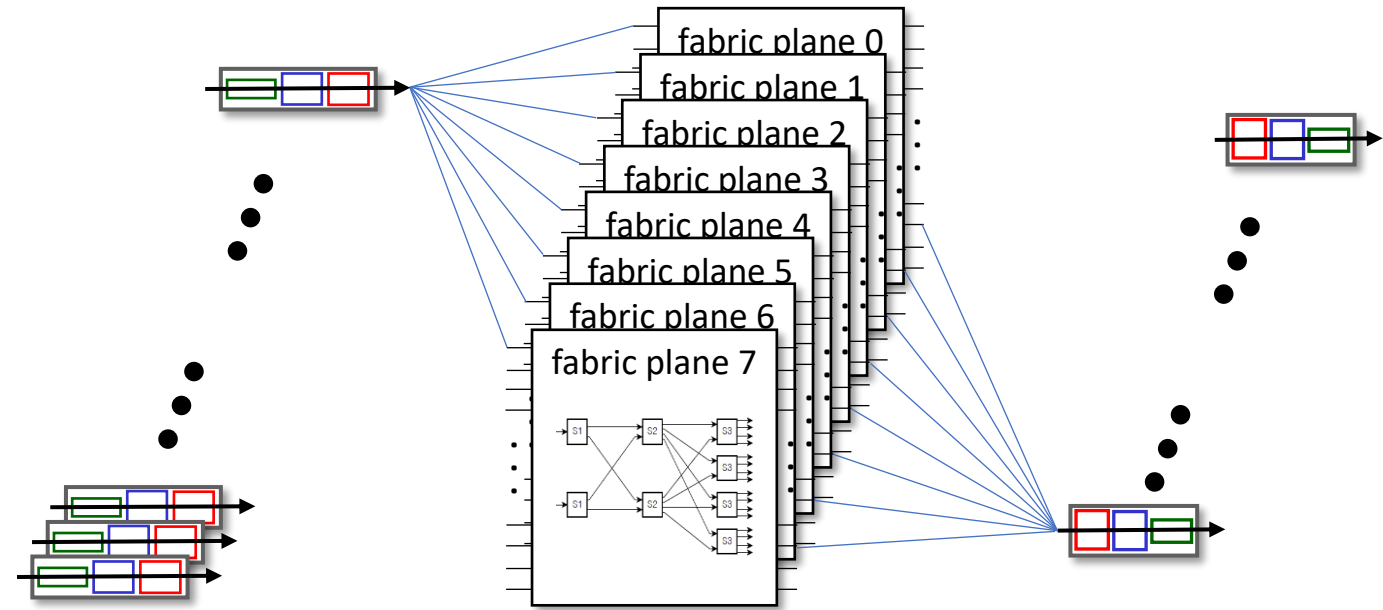 fabric plane 0
fabric plane 1
fabric plane 2
fabric plane 3
fabric plane 4
fabric plane 5
fabric plane 6
fabric plane 7
S1 S2 S3
S3
S1 S2 S3
S3